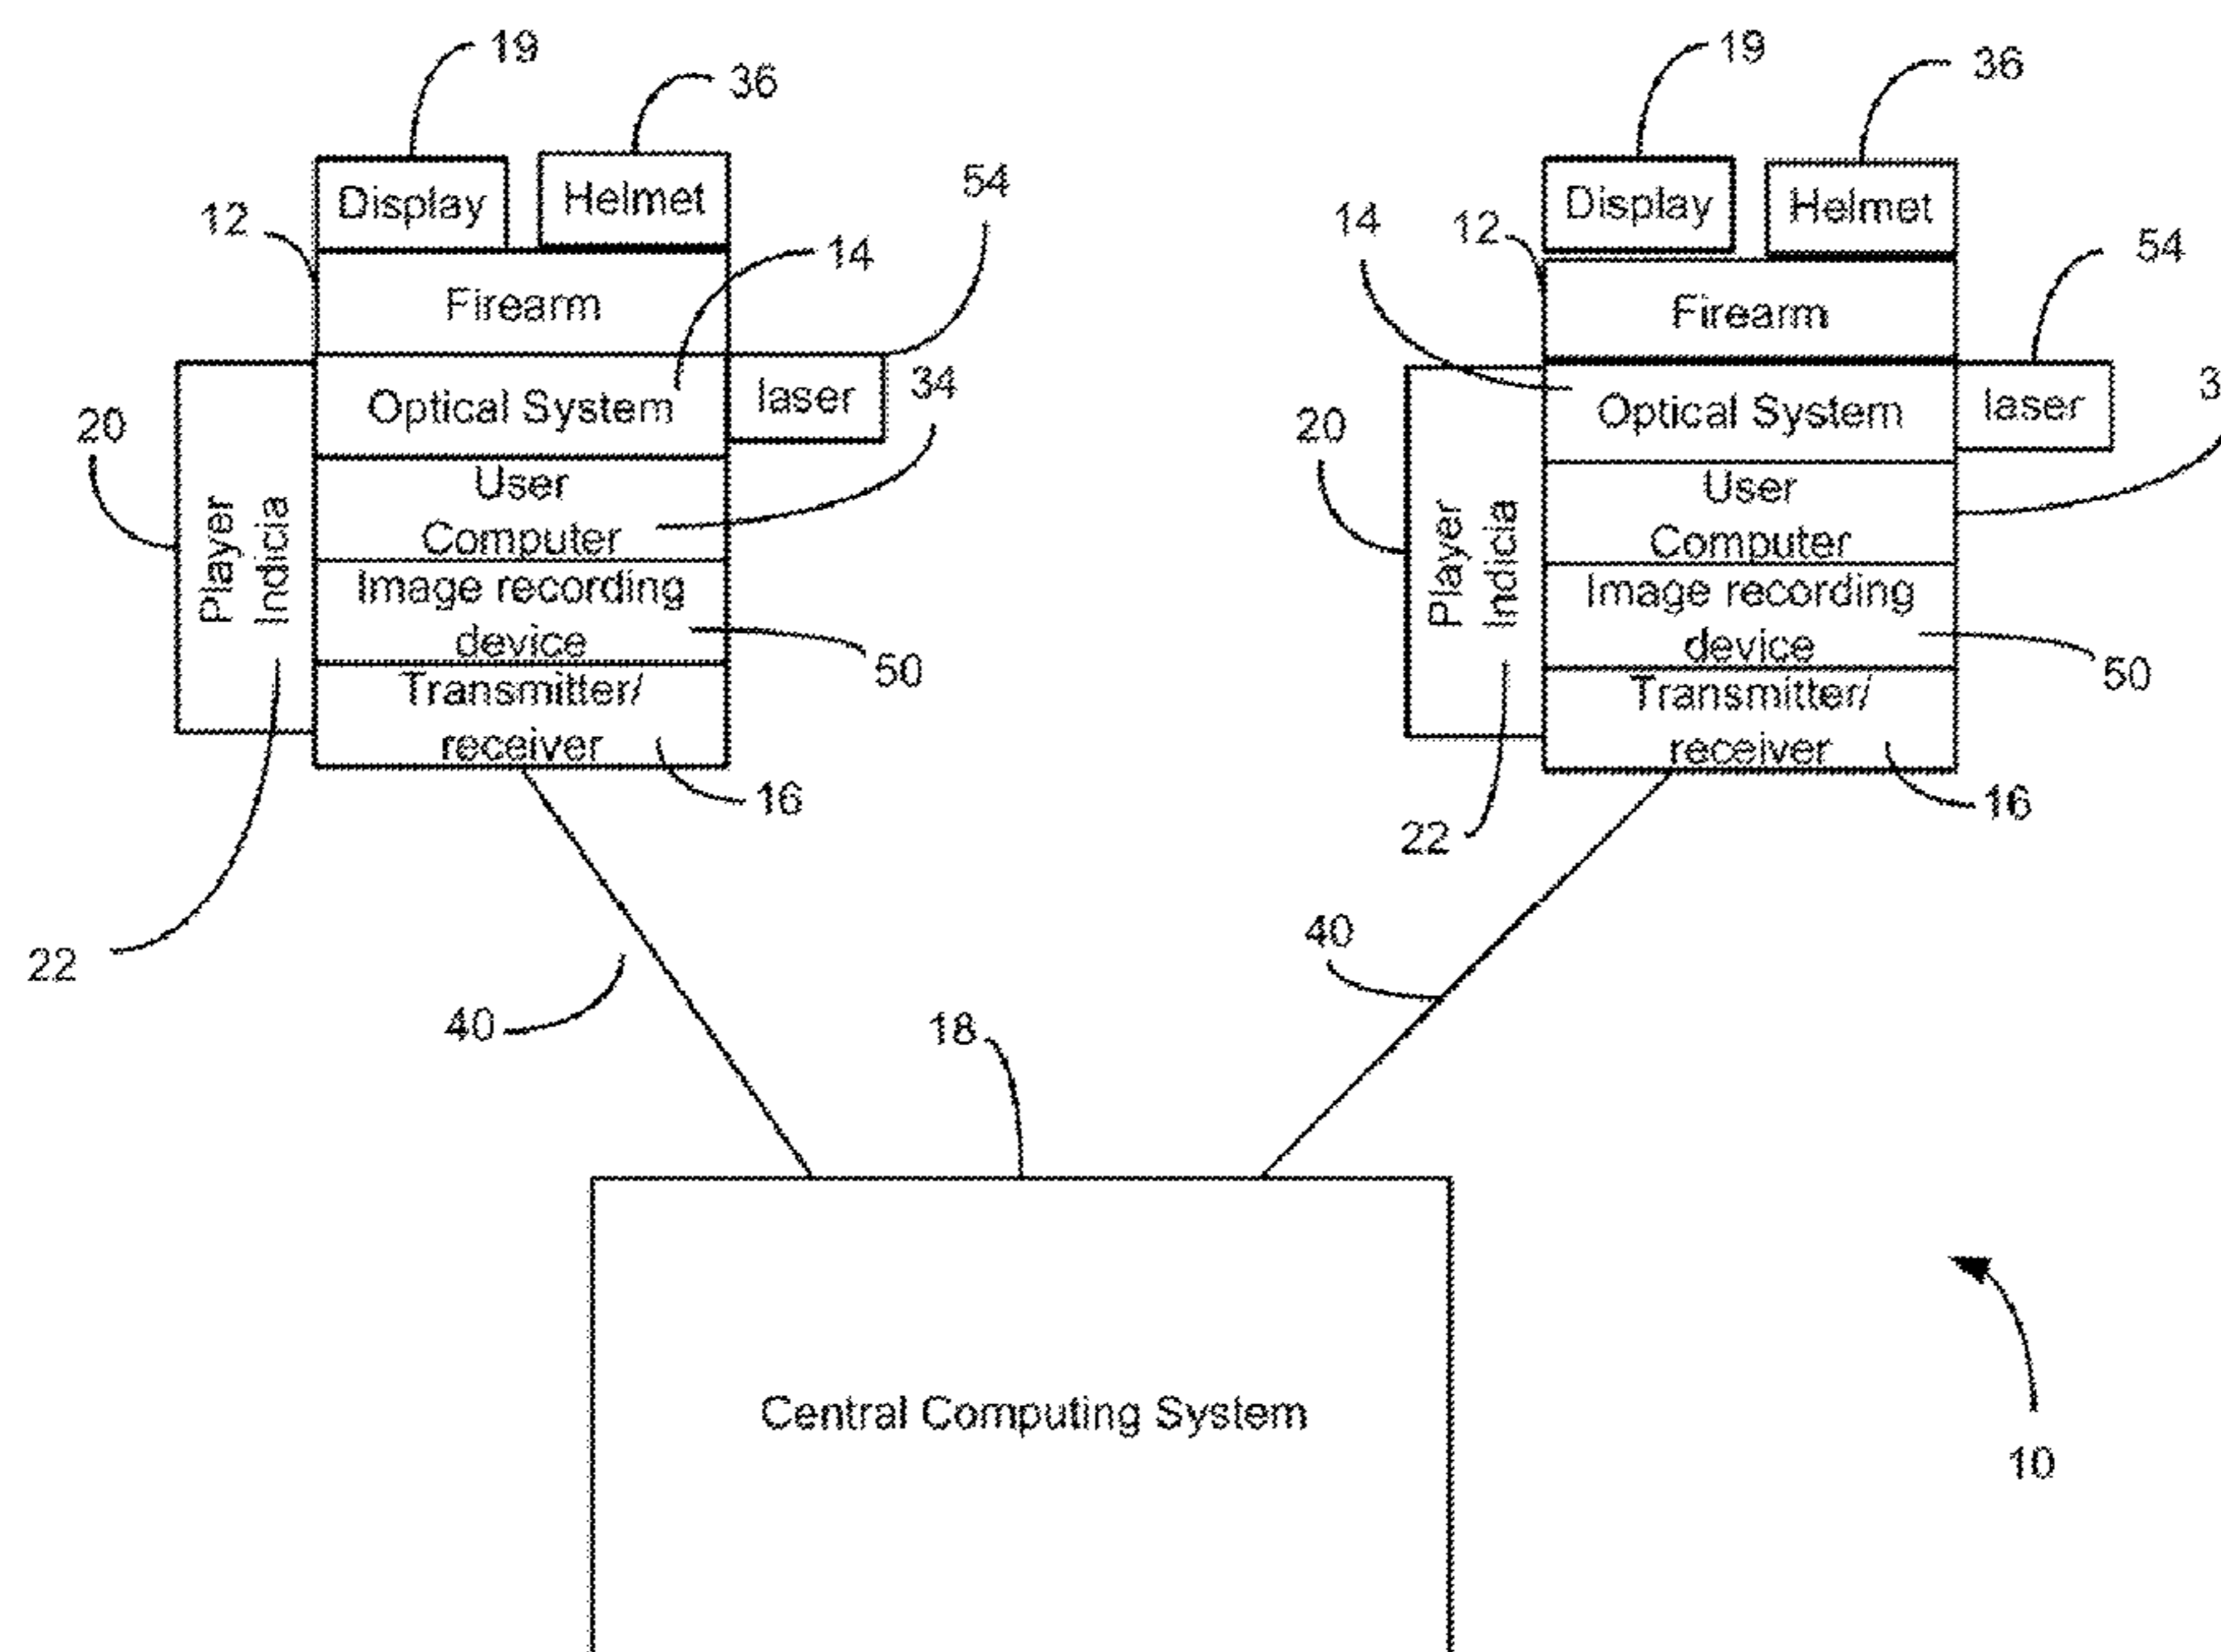 19
36
Display
Helmet
54
12
14
Firearm
Optical System
laser
34
20
User
Computer
Player
Indicia
Image recording
device
50
Transmitter/
receiver
16
22
40
19
36
Display
Helmet
14
12
54
Firearm
Optical System
laser
3
20
User
Computer
Player
Indicia
Image recording
device
50
Transmitter/
receiver
16
22
40
18
Central Computing System
10